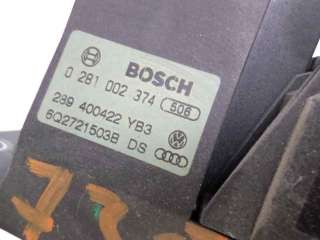 BOSCH
0 281 002 374 506
289 400422 YB3
6Q2721503B DS